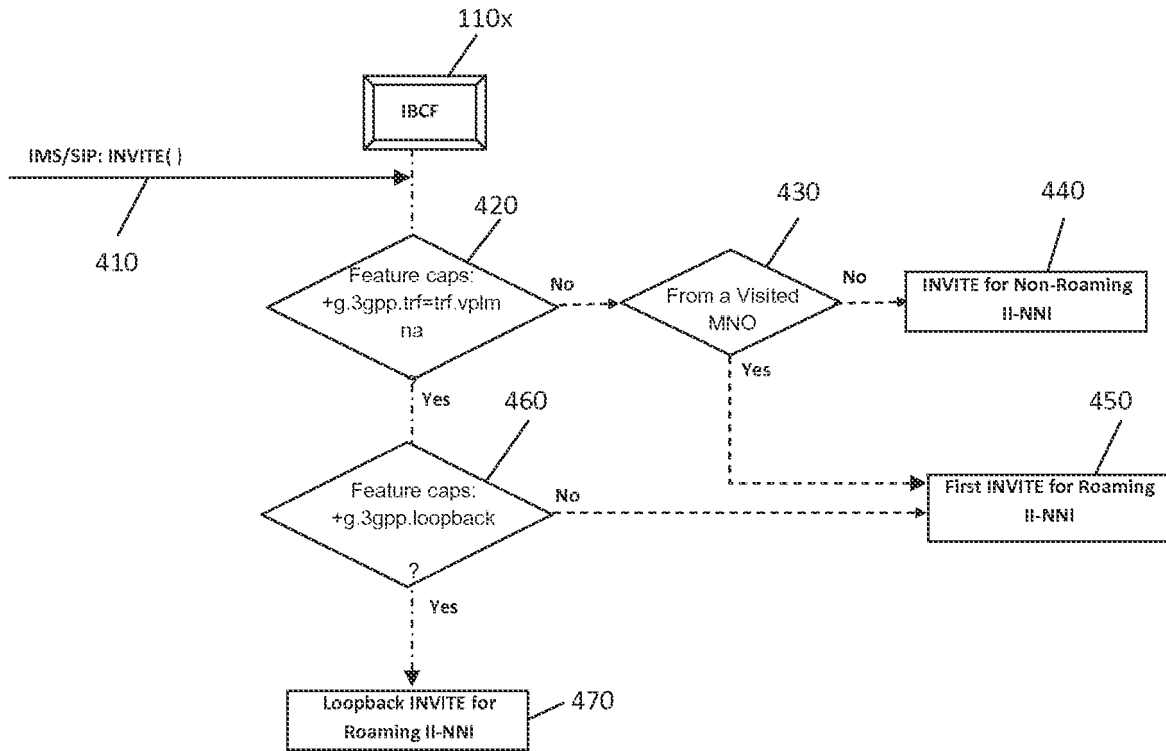 110x
IBCF
IMS/SIP: INVITE( )
410
420
Feature caps:
+g.3gpp.trf=trf.vplm
na
No
430
From a Visited
MNO
No
440
INVITE for Non-Roaming
II-NNI
Yes
Yes
460
Feature caps:
+g.3gpp.loopback
?
No
450
First INVITE for Roaming
II-NNI
Yes
Loopback INVITE for
Roaming II-NNI
470